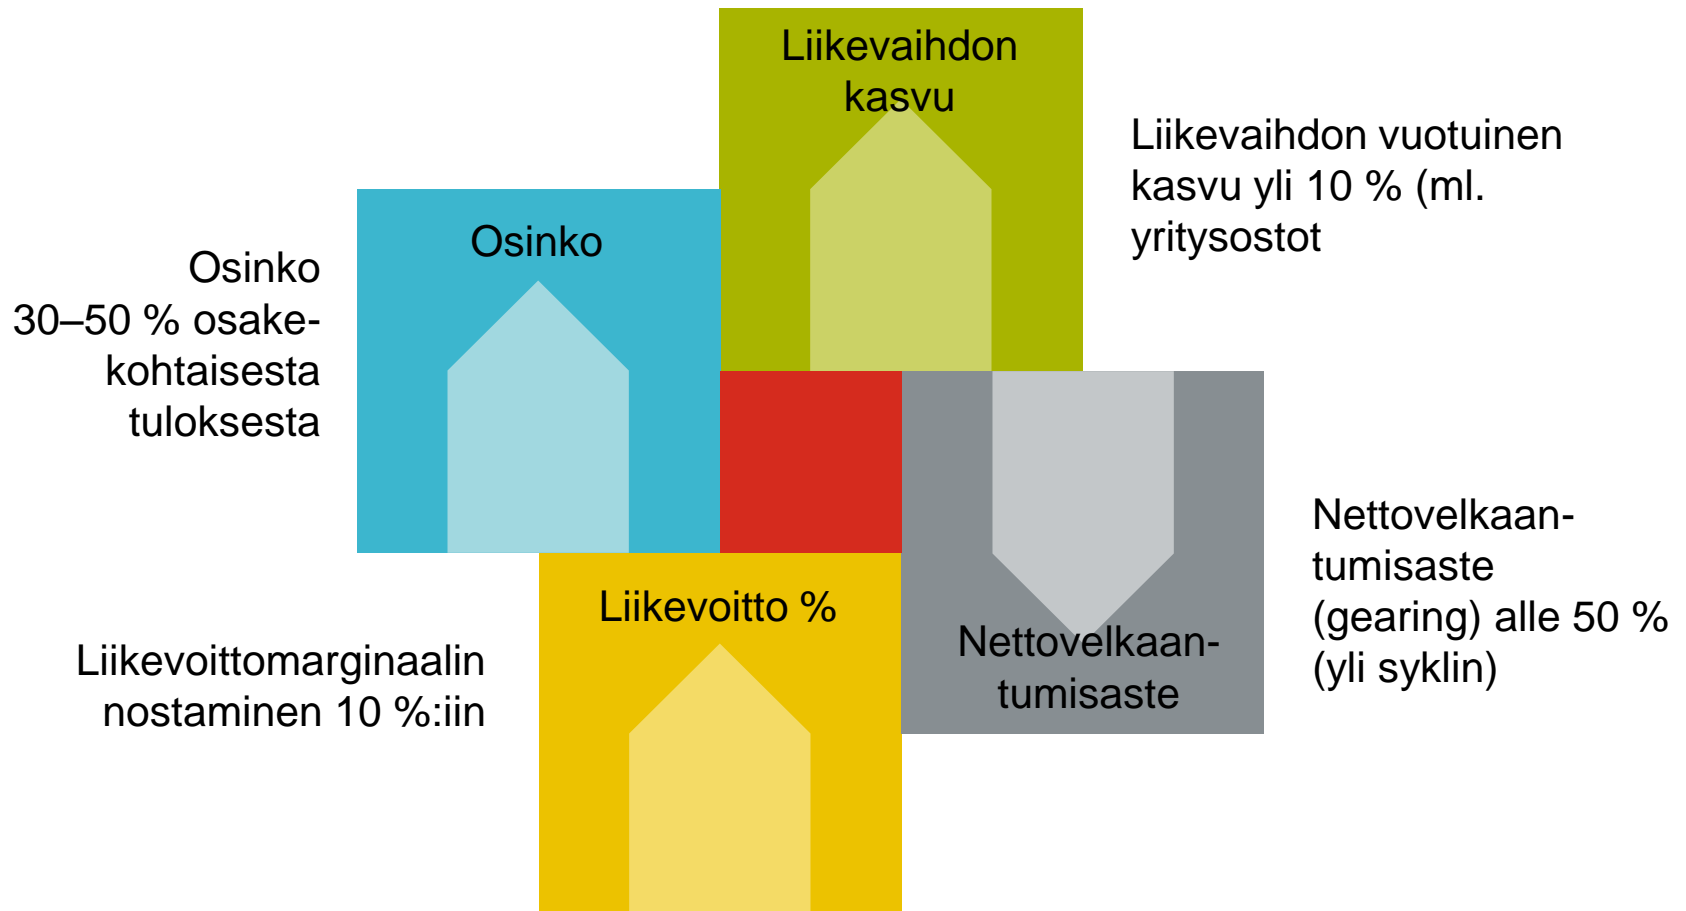 Liikevaihdon
kasvu
Liikevaihdon vuotuinen
kasvu yli 10 % (ml.
yritysostot
Osinko
Osinko
30–50 % osake-
kohtaisesta
tuloksesta
Nettovelkaan-
tumisaste
(gearing) alle 50 %
(yli syklin)
Liikevoitto %
Nettovelkaan-
tumisaste
Liikevoittomarginaalin
nostaminen 10 %:iin